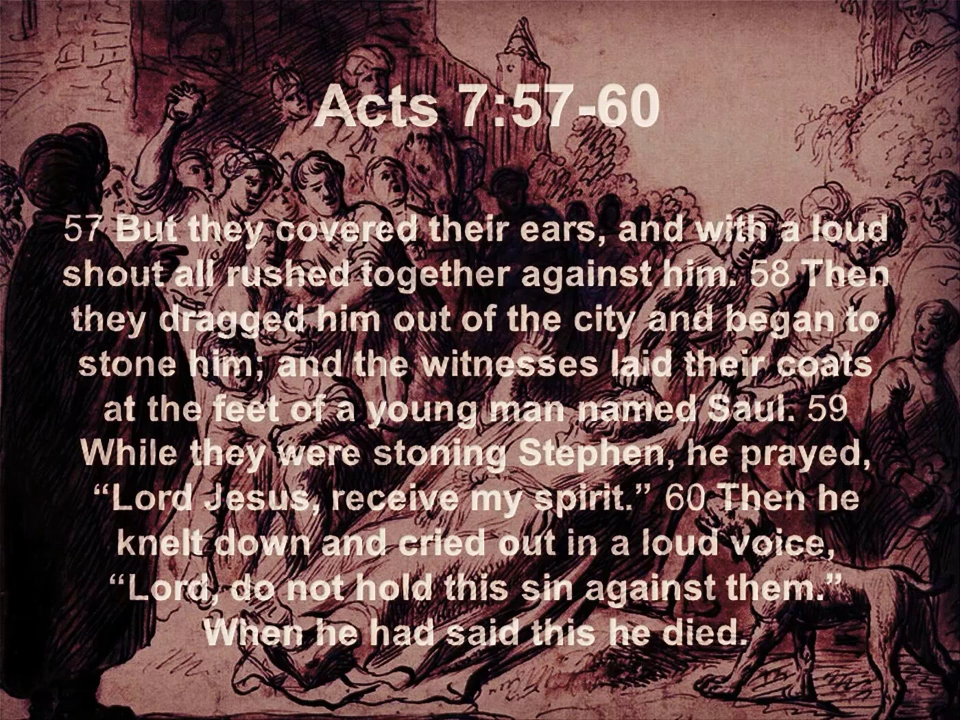 Acts 7:57-60
57 But they covered their ears, and with a loud
shout all rushed together against him. 58 Then
they dragged him out of the city and began to
stone him; and the witnesses laid their coats
at the feet of a young man named Saul. 59
While they were stoning Stephen, he prayed,
“Lord Jesus, receive my spirit.” 60 Then he
knelt down and cried out in a loud voice,
“Lord, do not hold this sin against them.”
When he had said this he died.